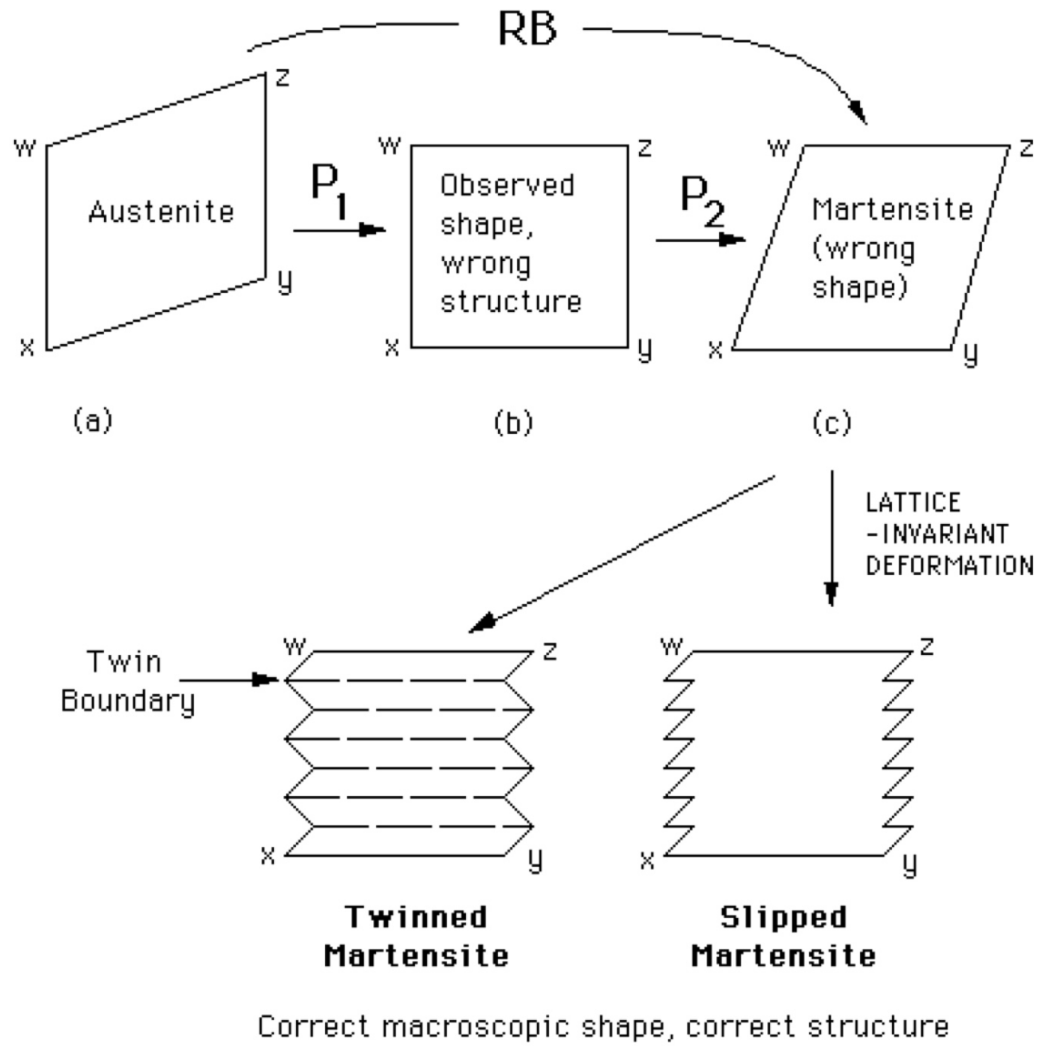 RB
w z
Austenite
x y
(a)
P1
w z
Observed
shape,
wrong
structure
x y
(b)
P2
w z
Martensite
(wrong
shape)
x y
(c)
LATTICE
-INVARIANT
DEFORMATION
Twin
Boundary
w z
x y
Twinned
Martensite
w z
x y
Slipped
Martensite
Correct macroscopic shape, correct structure